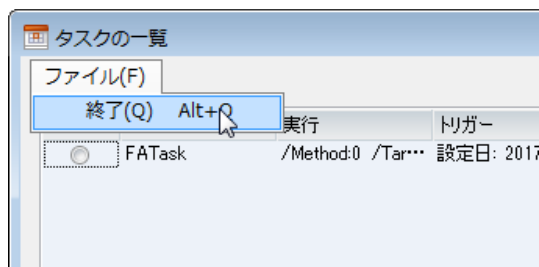 タスクの一覧
ファイル(F)
終了(Q) Alt+Q
実行 トリガー
FATask /Method:0 /Tar… 設定日: 2017